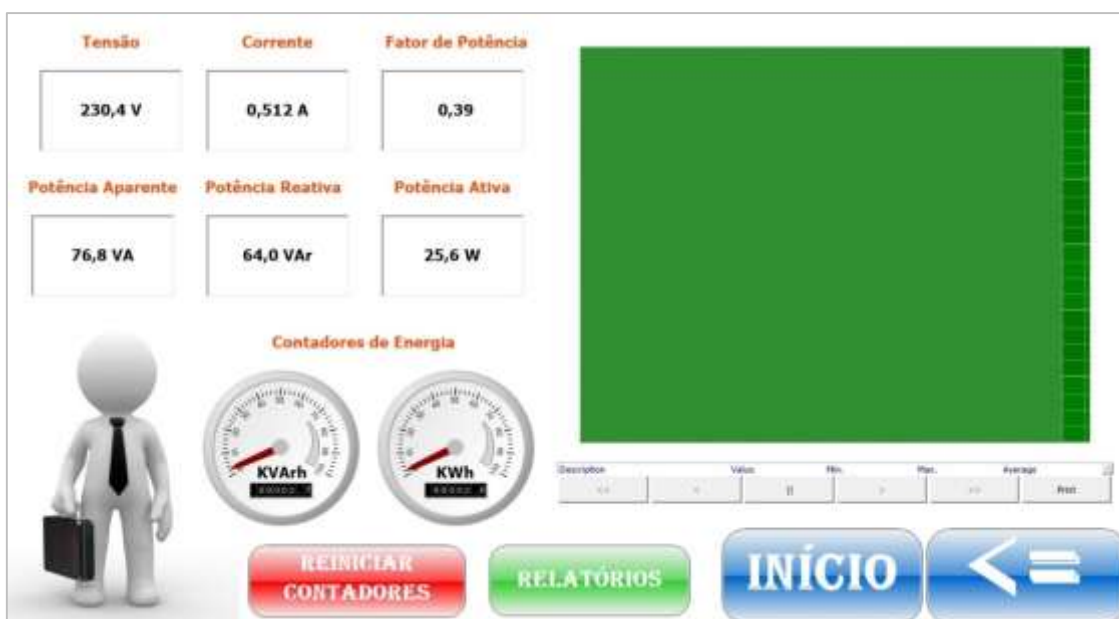 Tensão
Corrente
Fator de Potência
230,4 V
0,512 A
0,39
Potência Aparente
Potência Reativa
Potência Ativa
76,8 VA
64,0 VAr
25,6 W
Contadores de Energia
KVArh
KWh
Description
Value
Min.
Max.
Average
<<
<
||
>
>>
Print
REINICIAR
CONTADORES
RELATÓRIOS
INÍCIO